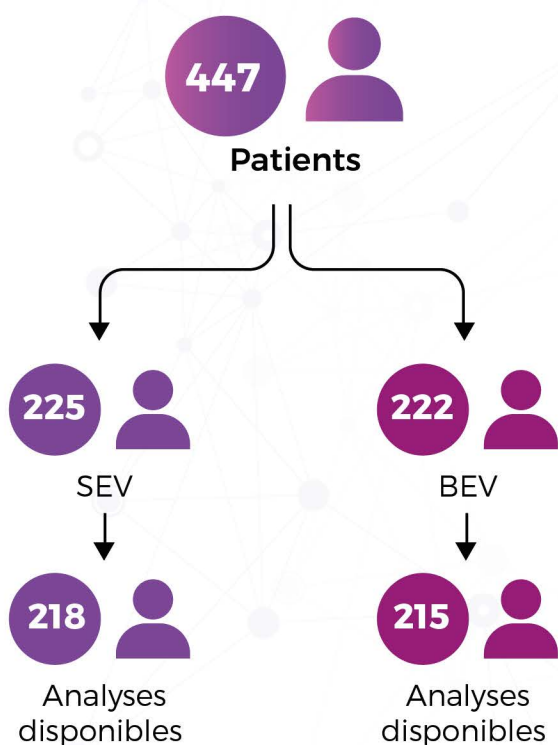 447
Patients
225
222
SEV
BEV
218
215
Analyses
disponibles
Analyses
disponibles